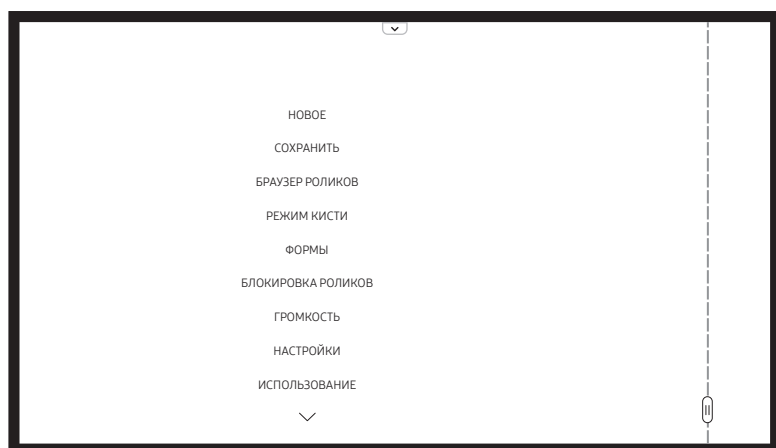 НОВОЕ
СОХРАНИТЬ
БРАУЗЕР РОЛИКОВ
РЕЖИМ КИСТИ
ФОРМЫ
БЛОКИРОВКА РОЛИКОВ
ГРОМКОСТЬ
НАСТРОЙКИ
ИСПОЛЬЗОВАНИЕ